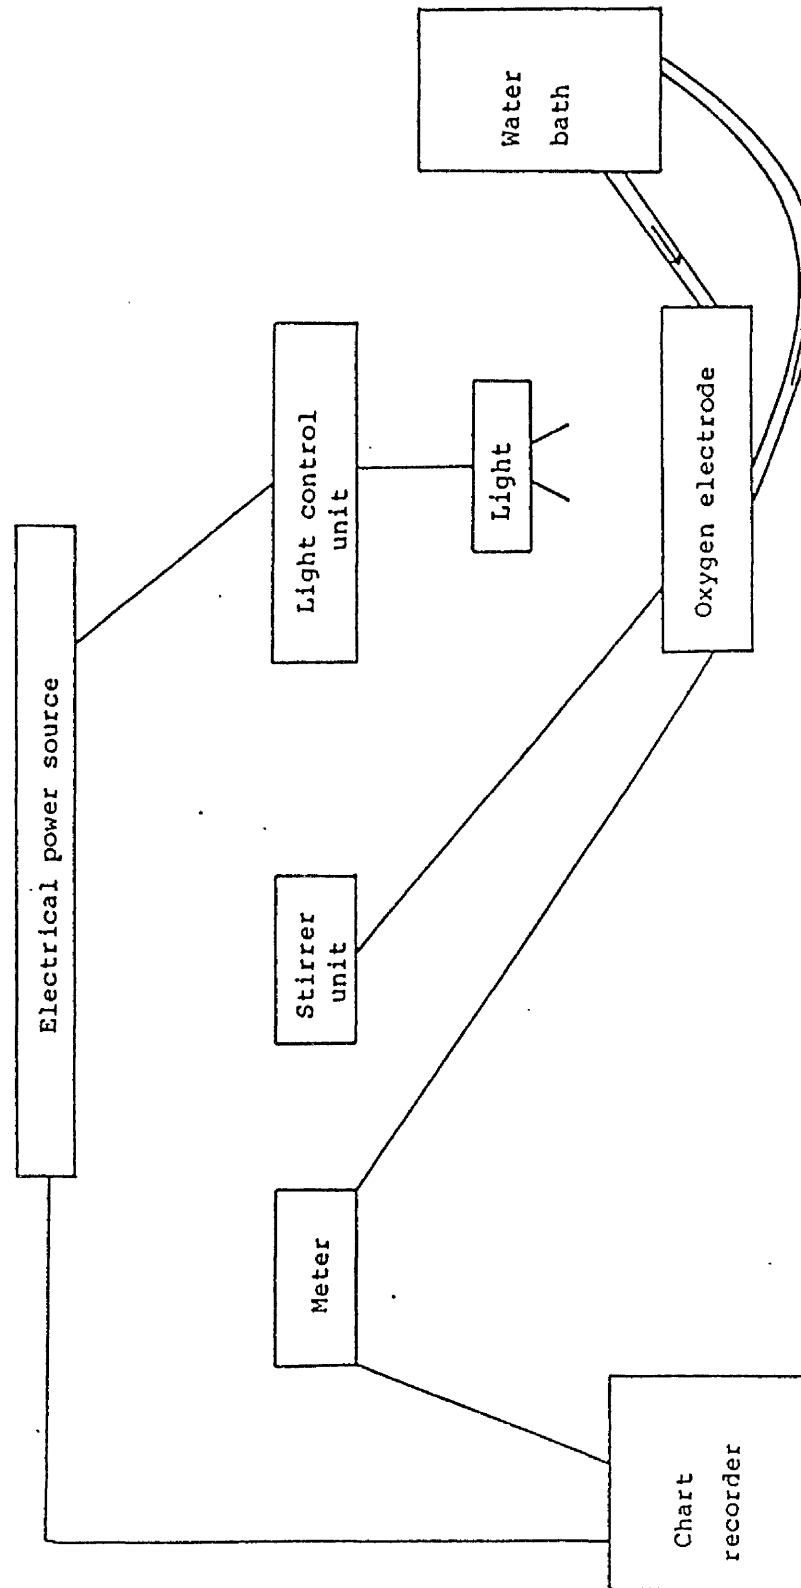 Electrical power source
Meter
Stirrer
unit
Light control
unit
Water
bath
Light
Chart
recorder
Oxygen electrode